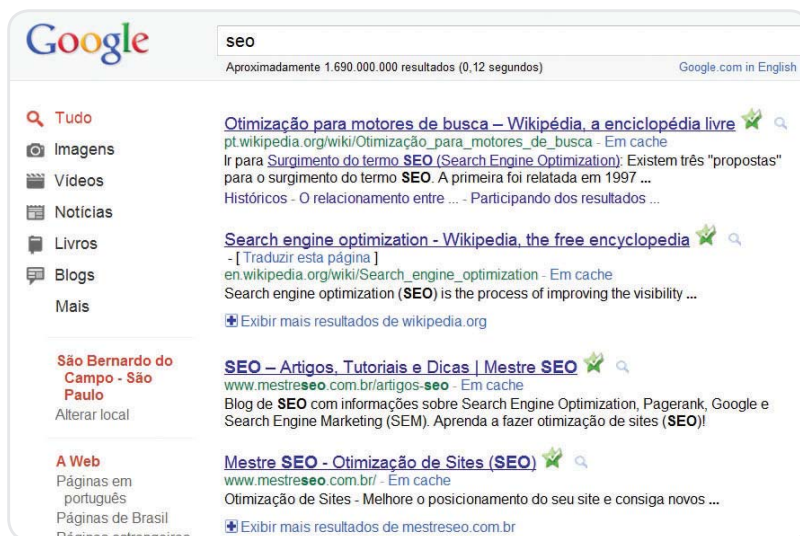 Google
seo
Aproximadamente 1.690.000.000 resultados (0,12 segundos)
Google.com in English
Tudo
Imagens
Vídeos
Notícias
Livros
Blogs
Mais
São Bernardo do
Campo - São
Paulo
Alterar local
A Web
Páginas em
português
Páginas de Brasil
Páginas estrangeiras
Otimização para motores de busca – Wikipédia, a enciclopédia livre
pt.wikipedia.org/wiki/Otimização_para_motores_de_busca - Em cache
Ir para Surgimento do termo SEO (Search Engine Optimization): Existem três "propostas"
para o surgimento do termo SEO. A primeira foi relatada em 1997 ...
Históricos - O relacionamento entre ... - Participando dos resultados ...
Search engine optimization - Wikipedia, the free encyclopedia
- [ Traduzir esta página ]
en.wikipedia.org/wiki/Search_engine_optimization - Em cache
Search engine optimization (SEO) is the process of improving the visibility ...
Exibir mais resultados de wikipedia.org
SEO – Artigos, Tutoriais e Dicas | Mestre SEO
www.mestreseo.com.br/artigos-seo - Em cache
Blog de SEO com informações sobre Search Engine Optimization, Pagerank, Google e
Search Engine Marketing (SEM). Aprenda a fazer otimização de sites (SEO)!
Mestre SEO - Otimização de Sites (SEO)
www.mestreseo.com.br/ - Em cache
Otimização de Sites - Melhore o posicionamento do seu site e consiga novos ...
Exibir mais resultados de mestreseo.com.br